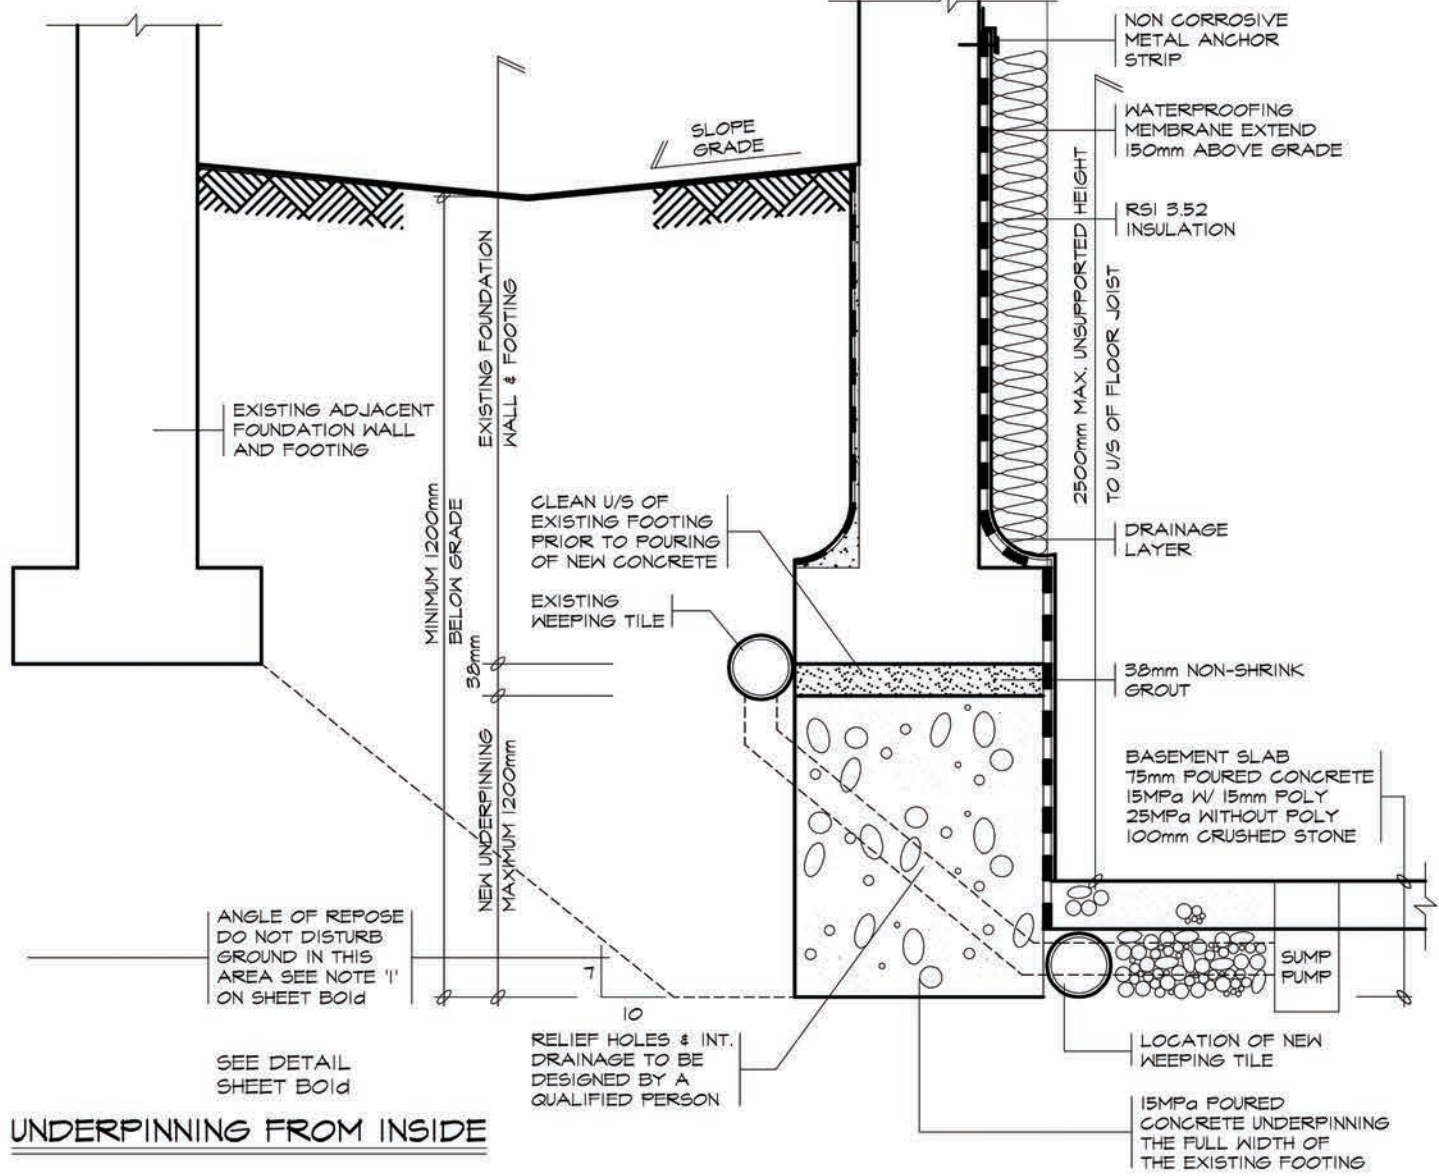 NON CORROSIVE
METAL ANCHOR
STRIP
WATERPROOFING
MEMBRANE EXTEND
150mm ABOVE GRADE
SLOPE
GRADE
RSI 3.52
INSULATION
2500mm MAX. UNSUPPORTED HEIGHT
TO U/S OF FLOOR JOIST
EXISTING FOUNDATION
WALL & FOOTING
EXISTING ADJACENT
FOUNDATION WALL
AND FOOTING
MINIMUM 1200mm
BELOW GRADE
CLEAN U/S OF
EXISTING FOOTING
PRIOR TO POURING
OF NEW CONCRETE
DRAINAGE
LAYER
EXISTING
WEEPING TILE
38mm
38mm NON-SHRINK
GROUT
NEW UNDERPINNING
MAXIMUM 1200mm
BASEMENT SLAB
75mm POURED CONCRETE
15MPa W/ 15mm POLY
25MPa WITHOUT POLY
100mm CRUSHED STONE
ANGLE OF REPOSE
DO NOT DISTURB
GROUND IN THIS
AREA SEE NOTE '1'
ON SHEET B01d
7
10
SUMP
PUMP
RELIEF HOLES & INT.
DRAINAGE TO BE
DESIGNED BY A
QUALIFIED PERSON
LOCATION OF NEW
WEEPING TILE
SEE DETAIL
SHEET B01d
15MPa POURED
CONCRETE UNDERPINNING
THE FULL WIDTH OF
THE EXISTING FOOTING
UNDERPINNING FROM INSIDE